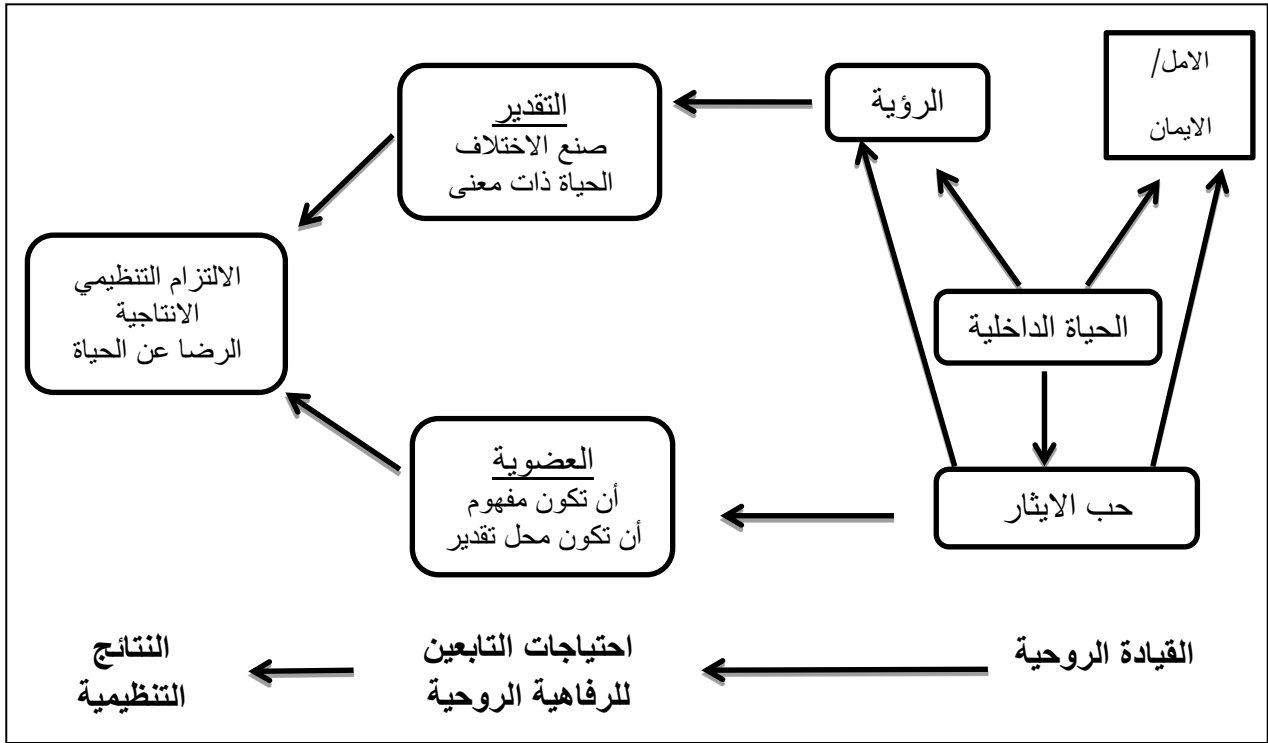 الامل/
الايمان
الرؤية
التقدير
صنع الاختلاف
الحياة ذات معنى
الحياة الداخلية
الالتزام التنظيمي
الانتاجية
الرضا عن الحياة
حب الايثار
العضوية
أن تكون مفهوم
أن تكون محل تقدير
القيادة الروحية
احتياجات التابعين
للرفاهية الروحية
النتائج
التنظيمية